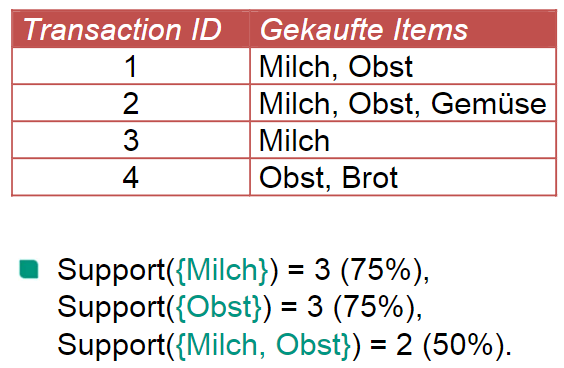 Transaction ID Gekaufte Items
1 Milch, Obst
2 Milch, Obst, Gemüse
3 Milch
4 Obst, Brot
Support({Milch}) = 3 (75%),
Support({Obst}) = 3 (75%),
Support({Milch, Obst}) = 2 (50%).